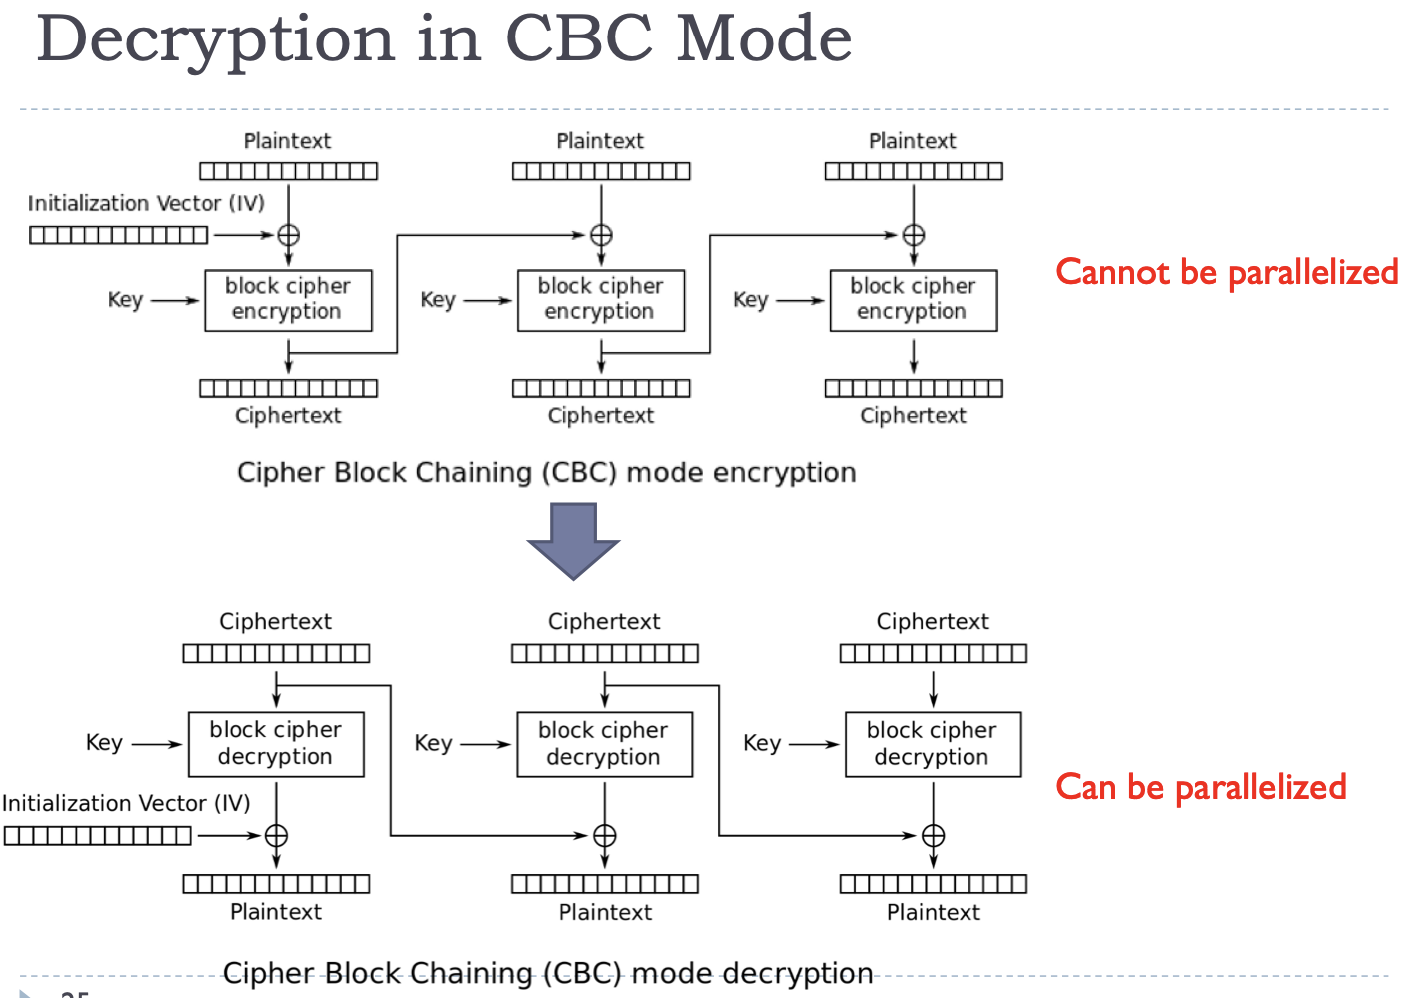 Decryption in CBC Mode
Plaintext Plaintext Plaintext
Initialization Vector (IV)
Key block cipher encryption Key block cipher encryption Key block cipher encryption
Cannot be parallelized
Ciphertext Ciphertext Ciphertext
Cipher Block Chaining (CBC) mode encryption
Ciphertext Ciphertext Ciphertext
Key block cipher decryption Key block cipher decryption Key block cipher decryption
Can be parallelized
Initialization Vector (IV)
Plaintext Plaintext Plaintext
Cipher Block Chaining (CBC) mode decryption